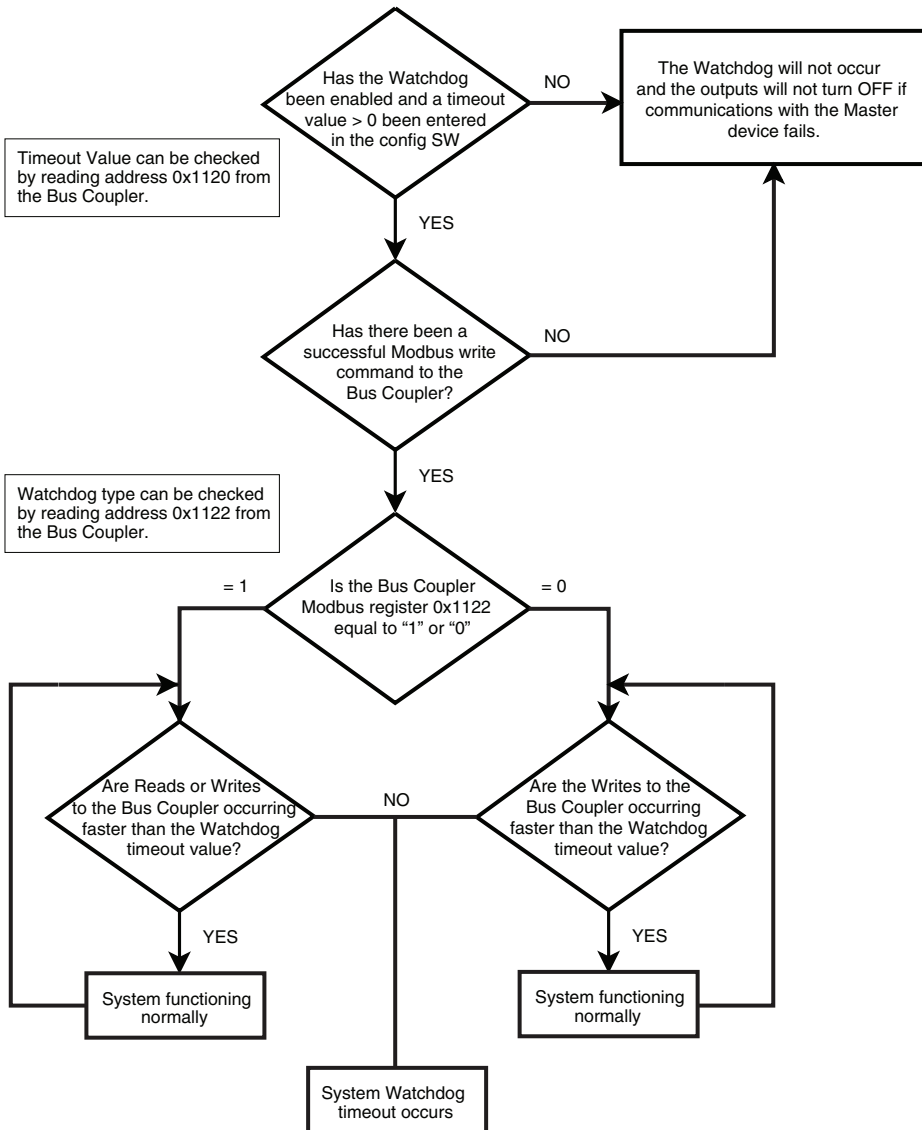 Has the Watchdog
been enabled and a timeout
value > 0 been entered
in the config SW
NO
The Watchdog will not occur
and the outputs will not turn OFF if
communications with the Master
device fails.
Timeout Value can be checked
by reading address 0x1120 from
the Bus Coupler.
YES
Has there been a
successful Modbus write
command to the
Bus Coupler?
NO
YES
Watchdog type can be checked
by reading address 0x1122 from
the Bus Coupler.
= 1
Is the Bus Coupler
Modbus register 0x1122
equal to “1” or “0”
= 0
Are Reads or Writes
to the Bus Coupler occurring
faster than the Watchdog
timeout value?
NO
Are the Writes to the
Bus Coupler occurring
faster than the Watchdog
timeout value?
YES
YES
System functioning
normally
System functioning
normally
System Watchdog
timeout occurs